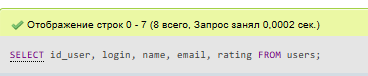 Отображение строк 0 - 7 (8 всего, Запрос занял 0,0002 сек.)
SELECT id_user, login, name, email, rating FROM users;